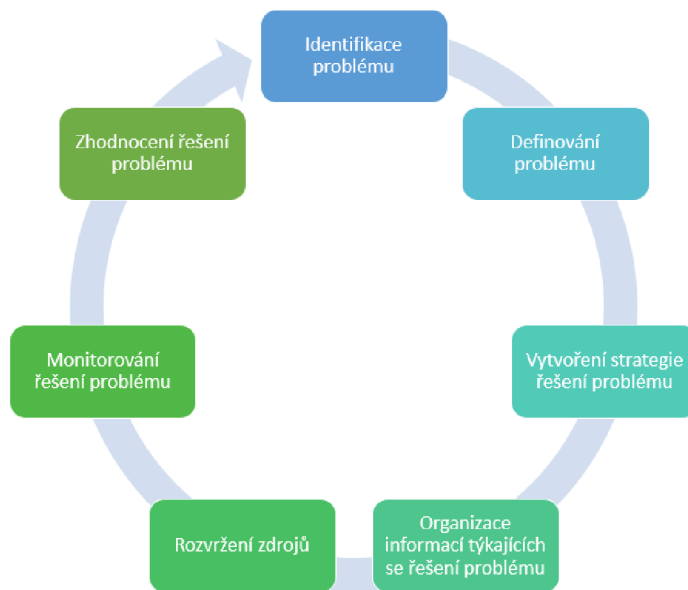 Identifikace
problému
Definování
problému
Vytvoření strategie
řešení problému
Organizace
informací týkajících
se řešení problému
Rozvržení zdrojů
Monitorování
řešení problému
Zhodnocení řešení
problému